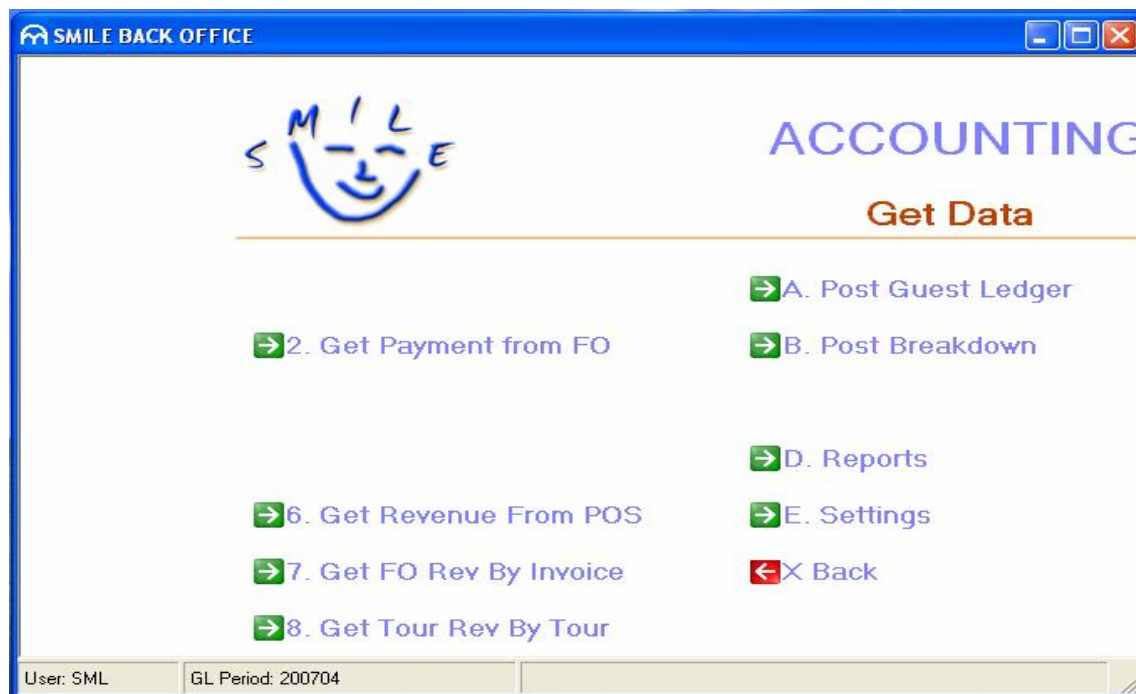 SMILE BACK OFFICE
S M I L E
ACCOUNTING
Get Data
A. Post Guest Ledger
2. Get Payment from FO
B. Post Breakdown
D. Reports
6. Get Revenue From POS
E. Settings
7. Get FO Rev By Invoice
X Back
8. Get Tour Rev By Tour
User: SML
GL Period: 200704